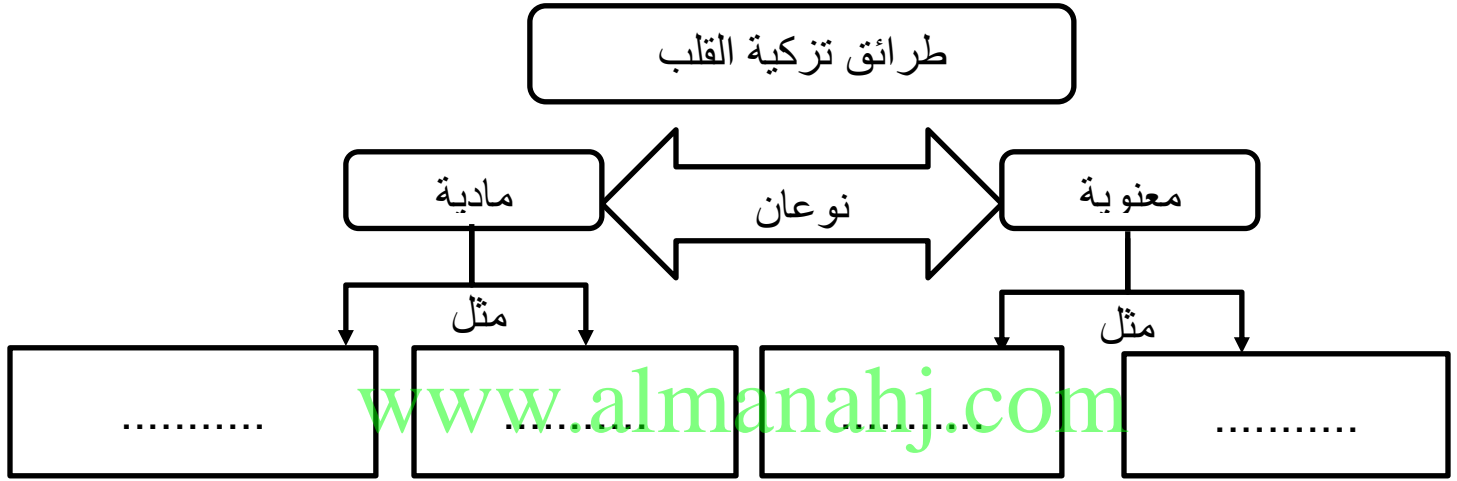 طرائق تزكية القلب
معنوية
نوعان
مادية
مثل
مثل
...........
...........
...........
...........
www.almanahj.com